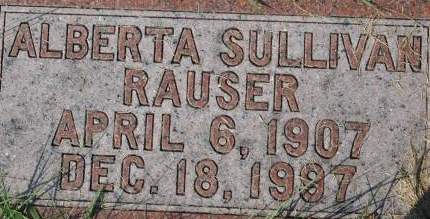 ALBERTA SULLIVAN
RAUSER
APRIL 6, 1907
DEC. 18, 1997